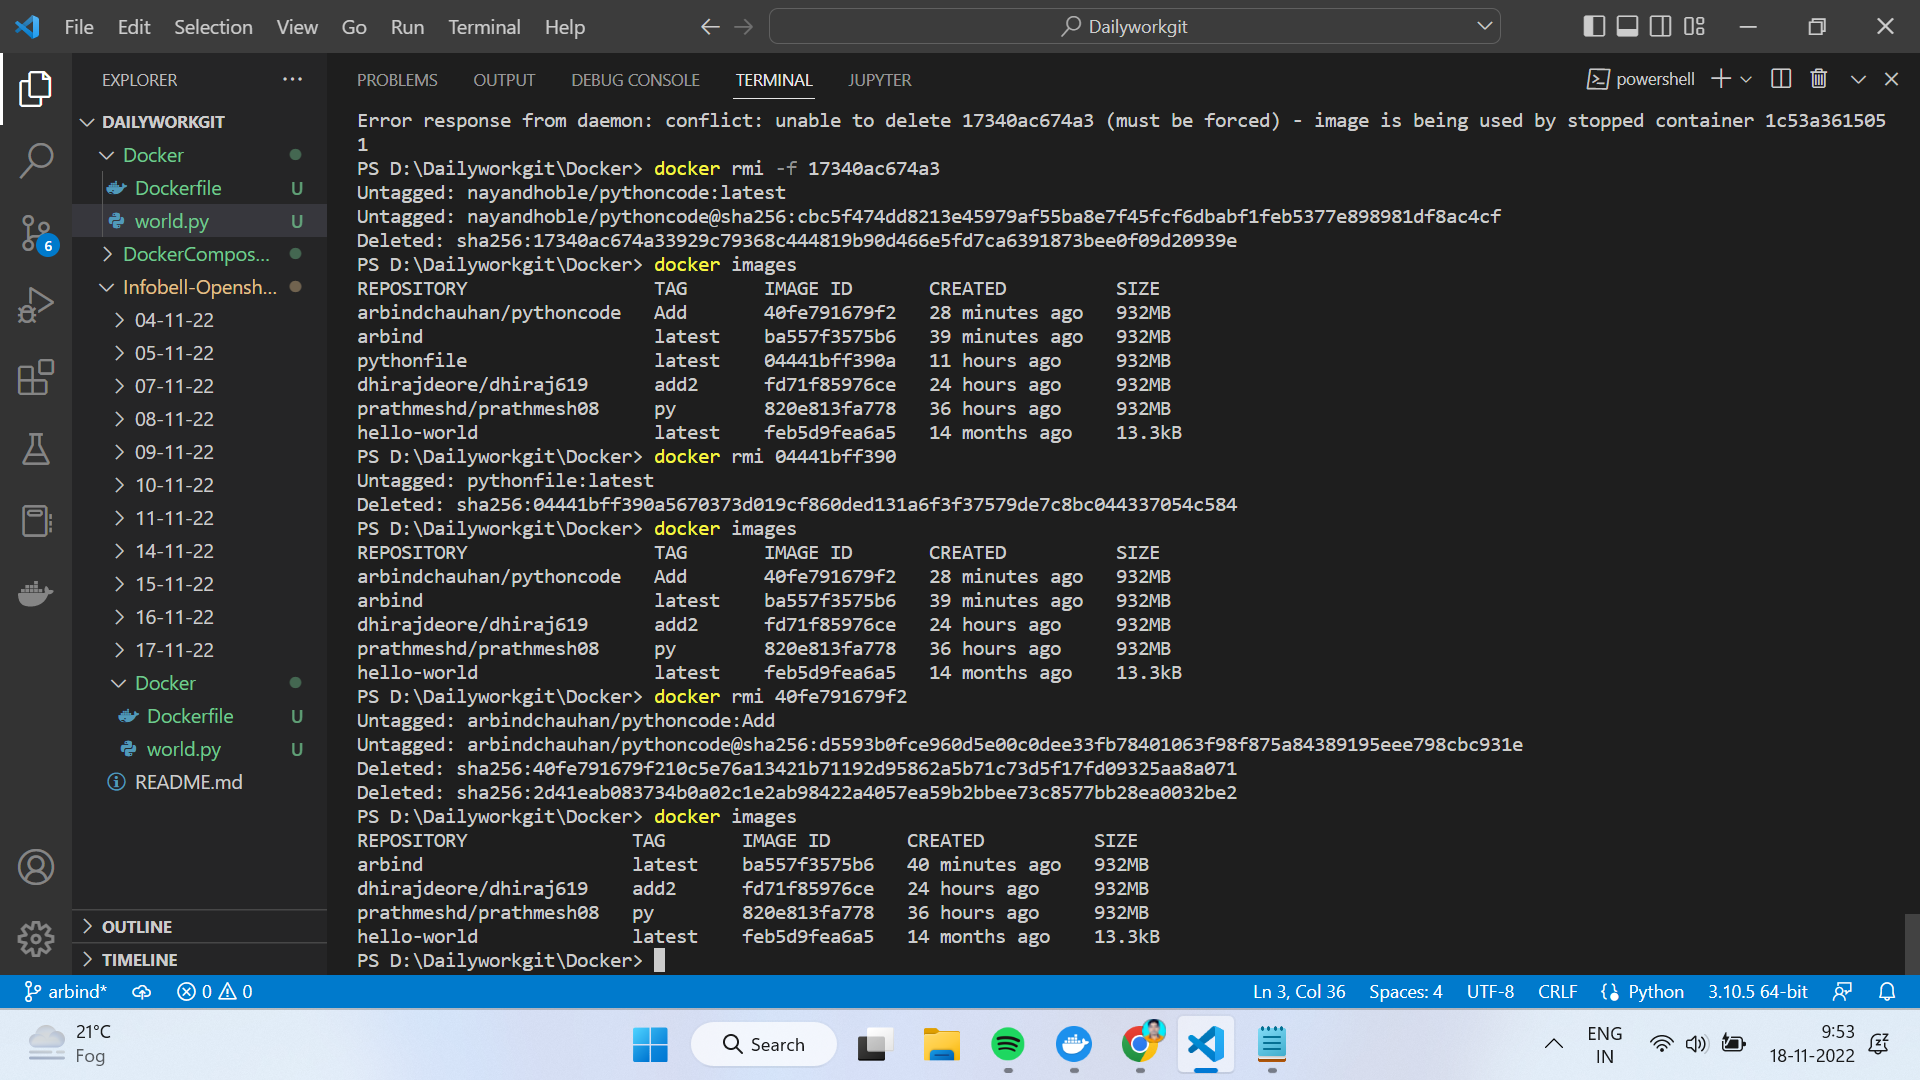 File Edit Selection View Go Run Terminal Help
Dailyworkgit
EXPLORER
DAILYWORKGIT
Docker
Dockerfile U
world.py U
DockerCompos...
Infobell-Opensh...
04-11-22
05-11-22
07-11-22
08-11-22
09-11-22
10-11-22
11-11-22
14-11-22
15-11-22
16-11-22
17-11-22
Docker
Dockerfile U
world.py U
README.md
OUTLINE
TIMELINE
6
PROBLEMS OUTPUT DEBUG CONSOLE TERMINAL JUPYTER
powershell
Error response from daemon: conflict: unable to delete 17340ac674a3 (must be forced) - image is being used by stopped container 1c53a361505
1
PS D:\Dailyworkgit\Docker> docker rmi -f 17340ac674a3
Untagged: nayandhoble/pythoncode:latest
Untagged: nayandhoble/pythoncode@sha256:cbc5f474dd8213e45979af55ba8e7f45fcf6dbabf1feb5377e898981df8ac4cf
Deleted: sha256:17340ac674a33929c79368c444819b90d466e5fd7ca6391873bee0f09d20939e
PS D:\Dailyworkgit\Docker> docker images
REPOSITORY TAG IMAGE ID CREATED SIZE
arbindchauhan/pythoncode Add 40fe791679f2 28 minutes ago 932MB
arbind latest ba557f3575b6 39 minutes ago 932MB
pythonfile latest 04441bff390a 11 hours ago 932MB
dhirajdeore/dhiraj619 add2 fd71f85976ce 24 hours ago 932MB
prathmeshd/prathmesh08 py 820e813fa778 36 hours ago 932MB
hello-world latest feb5d9fea6a5 14 months ago 13.3kB
PS D:\Dailyworkgit\Docker> docker rmi 04441bff390
Untagged: pythonfile:latest
Deleted: sha256:04441bff390a5670373d019cf860ded131a6f3f37579de7c8bc044337054c584
PS D:\Dailyworkgit\Docker> docker images
REPOSITORY TAG IMAGE ID CREATED SIZE
arbindchauhan/pythoncode Add 40fe791679f2 28 minutes ago 932MB
arbind latest ba557f3575b6 39 minutes ago 932MB
dhirajdeore/dhiraj619 add2 fd71f85976ce 24 hours ago 932MB
prathmeshd/prathmesh08 py 820e813fa778 36 hours ago 932MB
hello-world latest feb5d9fea6a5 14 months ago 13.3kB
PS D:\Dailyworkgit\Docker> docker rmi 40fe791679f2
Untagged: arbindchauhan/pythoncode:Add
Untagged: arbindchauhan/pythoncode@sha256:d5593b0fce960d5e00c0dee33fb78401063f98f875a84389195eee798cbc931e
Deleted: sha256:40fe791679f210c5e76a13421b71192d95862a5b71c73d5f17fd09325aa8a071
Deleted: sha256:2d41eab083734b0a02c1e2ab98422a4057ea59b2bbee73c8577bb28ea0032be2
PS D:\Dailyworkgit\Docker> docker images
REPOSITORY TAG IMAGE ID CREATED SIZE
arbind latest ba557f3575b6 40 minutes ago 932MB
dhirajdeore/dhiraj619 add2 fd71f85976ce 24 hours ago 932MB
prathmeshd/prathmesh08 py 820e813fa778 36 hours ago 932MB
hello-world latest feb5d9fea6a5 14 months ago 13.3kB
PS D:\Dailyworkgit\Docker>
arbind* 0 0 Ln 3, Col 36 Spaces: 4 UTF-8 CRLF Python 3.10.5 64-bit
21°C
Fog
Search
ENG
IN
9:53
18-11-2022